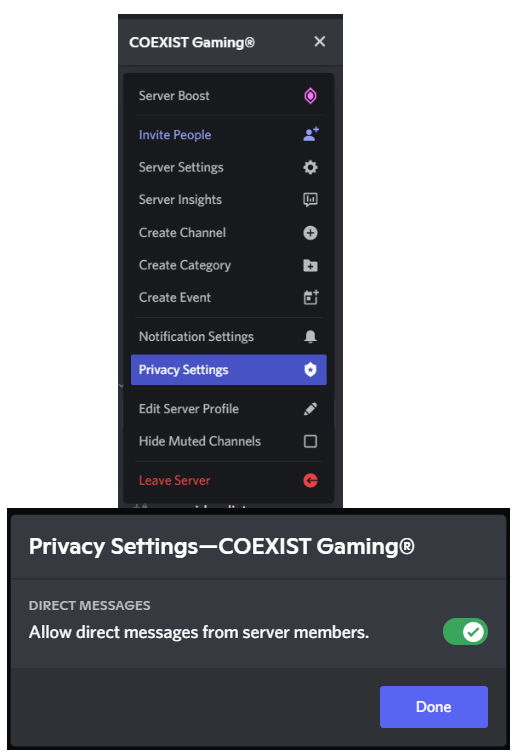 COEXIST Gaming®
Server Boost
Invite People
Server Settings
Server Insights
Create Channel
Create Category
Create Event
Notification Settings
Privacy Settings
Edit Server Profile
Hide Muted Channels
Leave Server
Privacy Settings—COEXIST Gaming®
DIRECT MESSAGES
Allow direct messages from server members.
Done